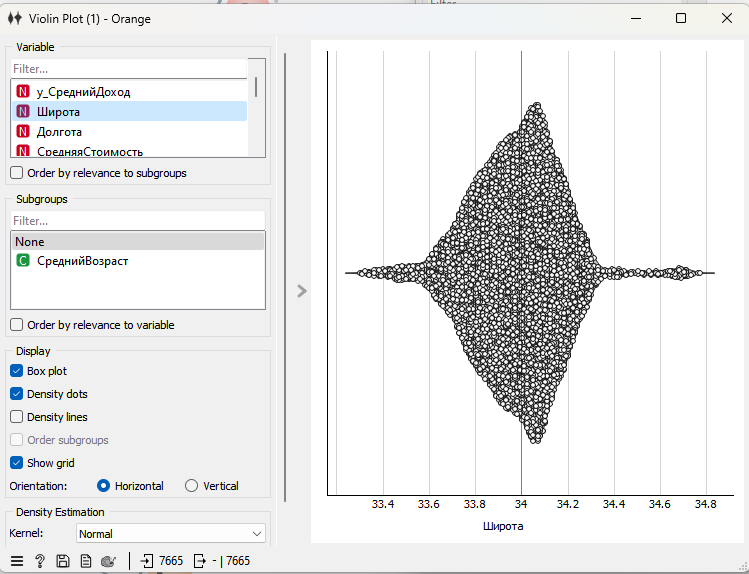 Violin Plot (1) - Orange
Variable
Filter...
N у_СреднийДоход
N Широта
N Долгота
N СредняяСтоимость
Order by relevance to subgroups
Subgroups
Filter...
None
C СреднийВозраст
Order by relevance to variable
Display
Box plot
Density dots
Density lines
Order subgroups
Show grid
Orientation: Horizontal Vertical
Density Estimation
Kernel: Normal
7665 - | 7665
33.4 33.6 33.8 34 34.2 34.4 34.6 34.8
Широта